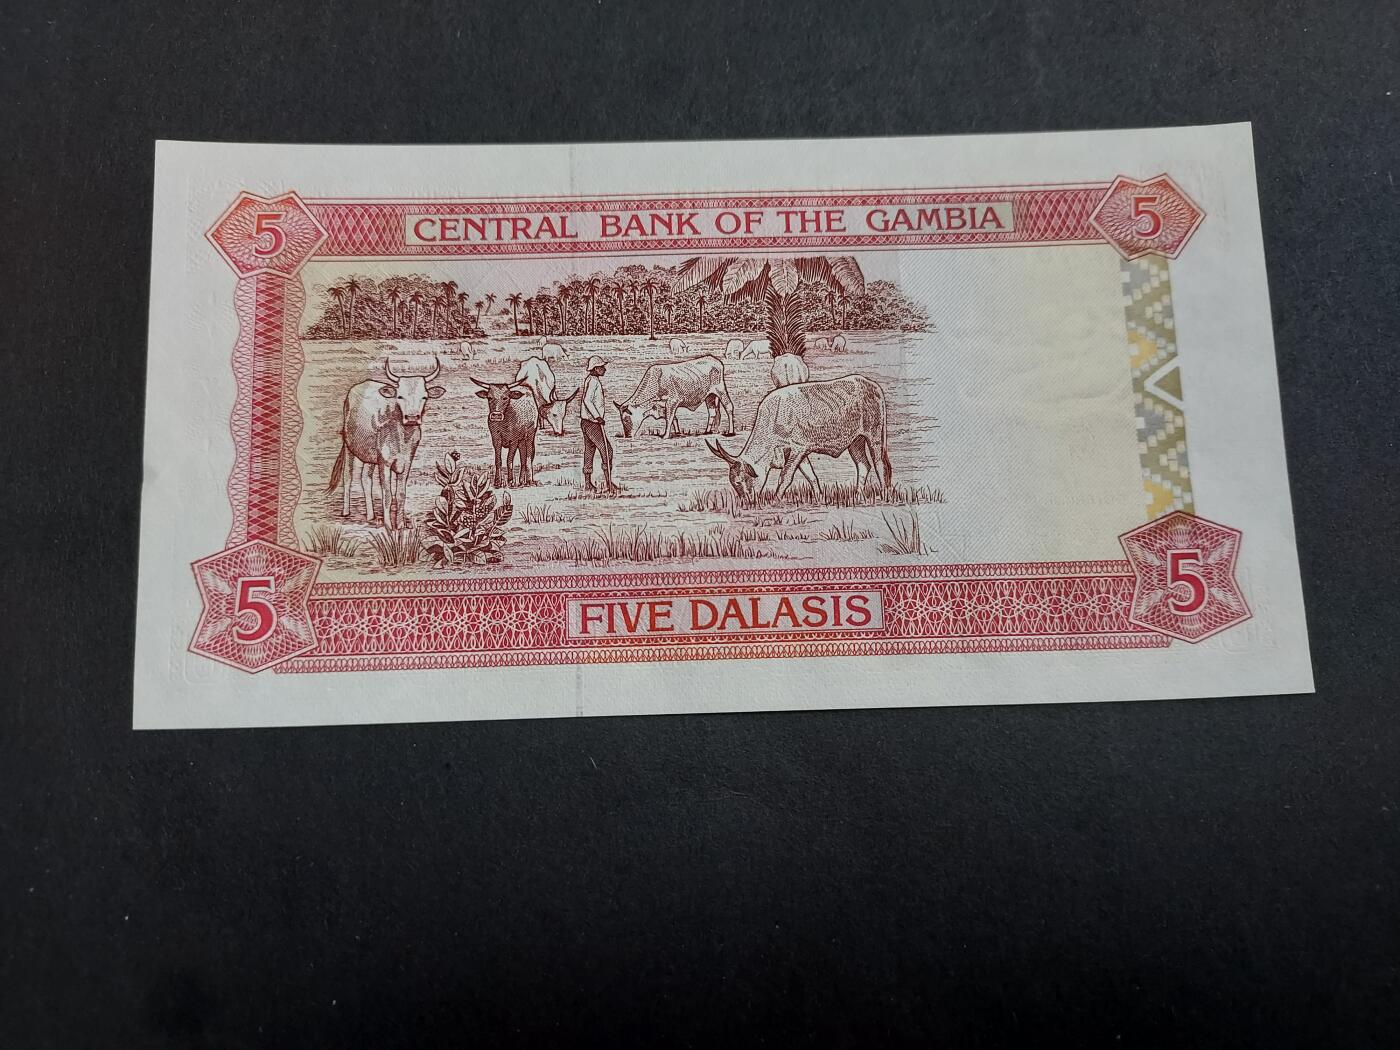 5 CENTRAL BANK OF THE GAMBIA 5
5 FIVE DALASIS 5